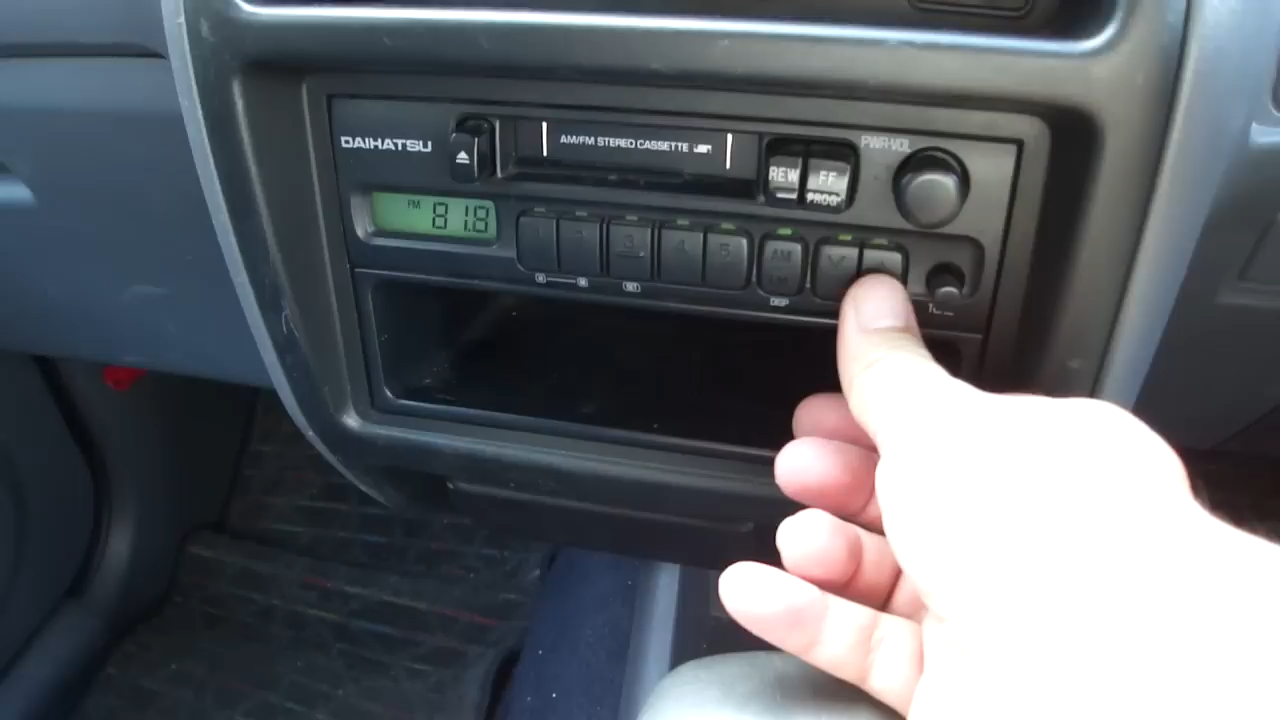 DAIHATSU
AM/FM STEREO CASSETTE
REW
FF
PROG
PWR·VOL
FM 81.8
1
2
3
4
5
AM
DISP
SET